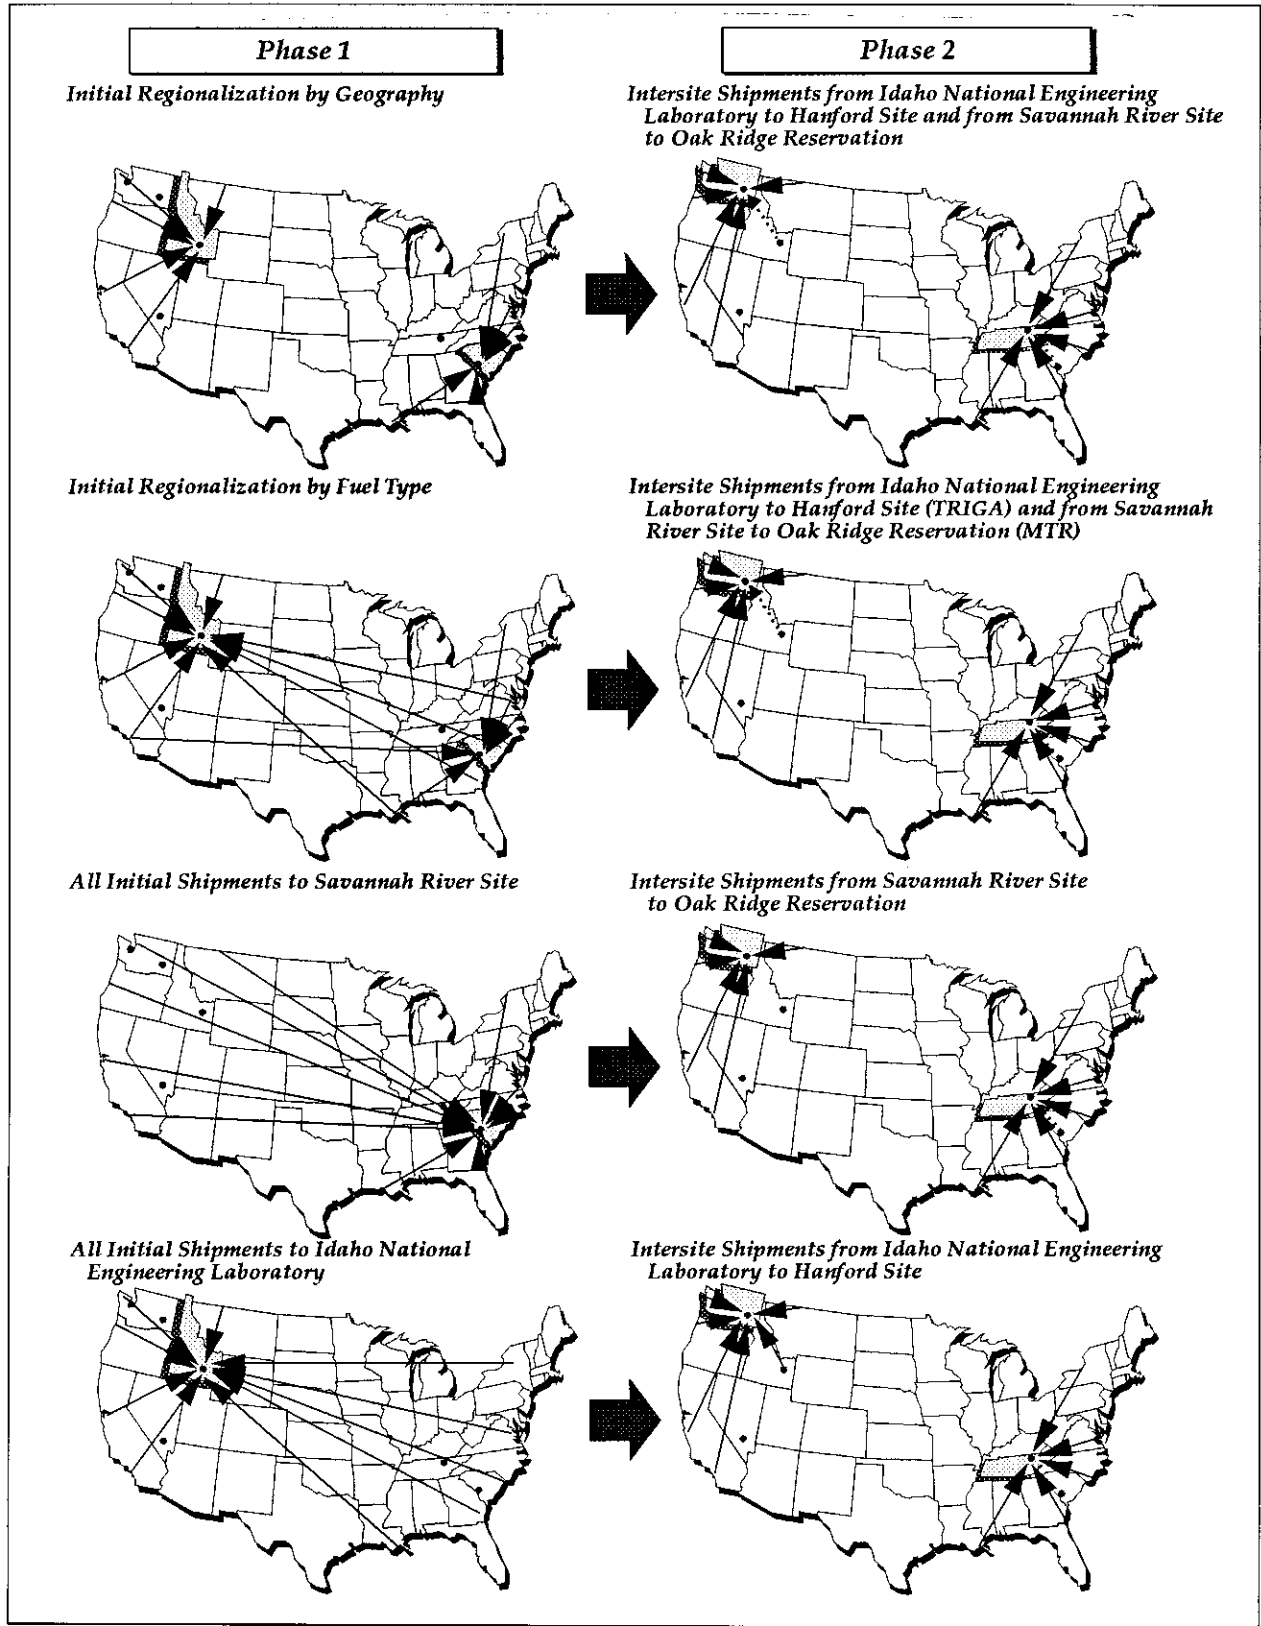 Phase 1
Phase 2
Initial Regionalization by Geography
Intersite Shipments from Idaho National Engineering
Laboratory to Hanford Site and from Savannah River Site
to Oak Ridge Reservation
Initial Regionalization by Fuel Type
Intersite Shipments from Idaho National Engineering
Laboratory to Hanford Site (TRIGA) and from Savannah
River Site to Oak Ridge Reservation (MTR)
All Initial Shipments to Savannah River Site
Intersite Shipments from Savannah River Site
to Oak Ridge Reservation
All Initial Shipments to Idaho National
Engineering Laboratory
Intersite Shipments from Idaho National Engineering
Laboratory to Hanford Site